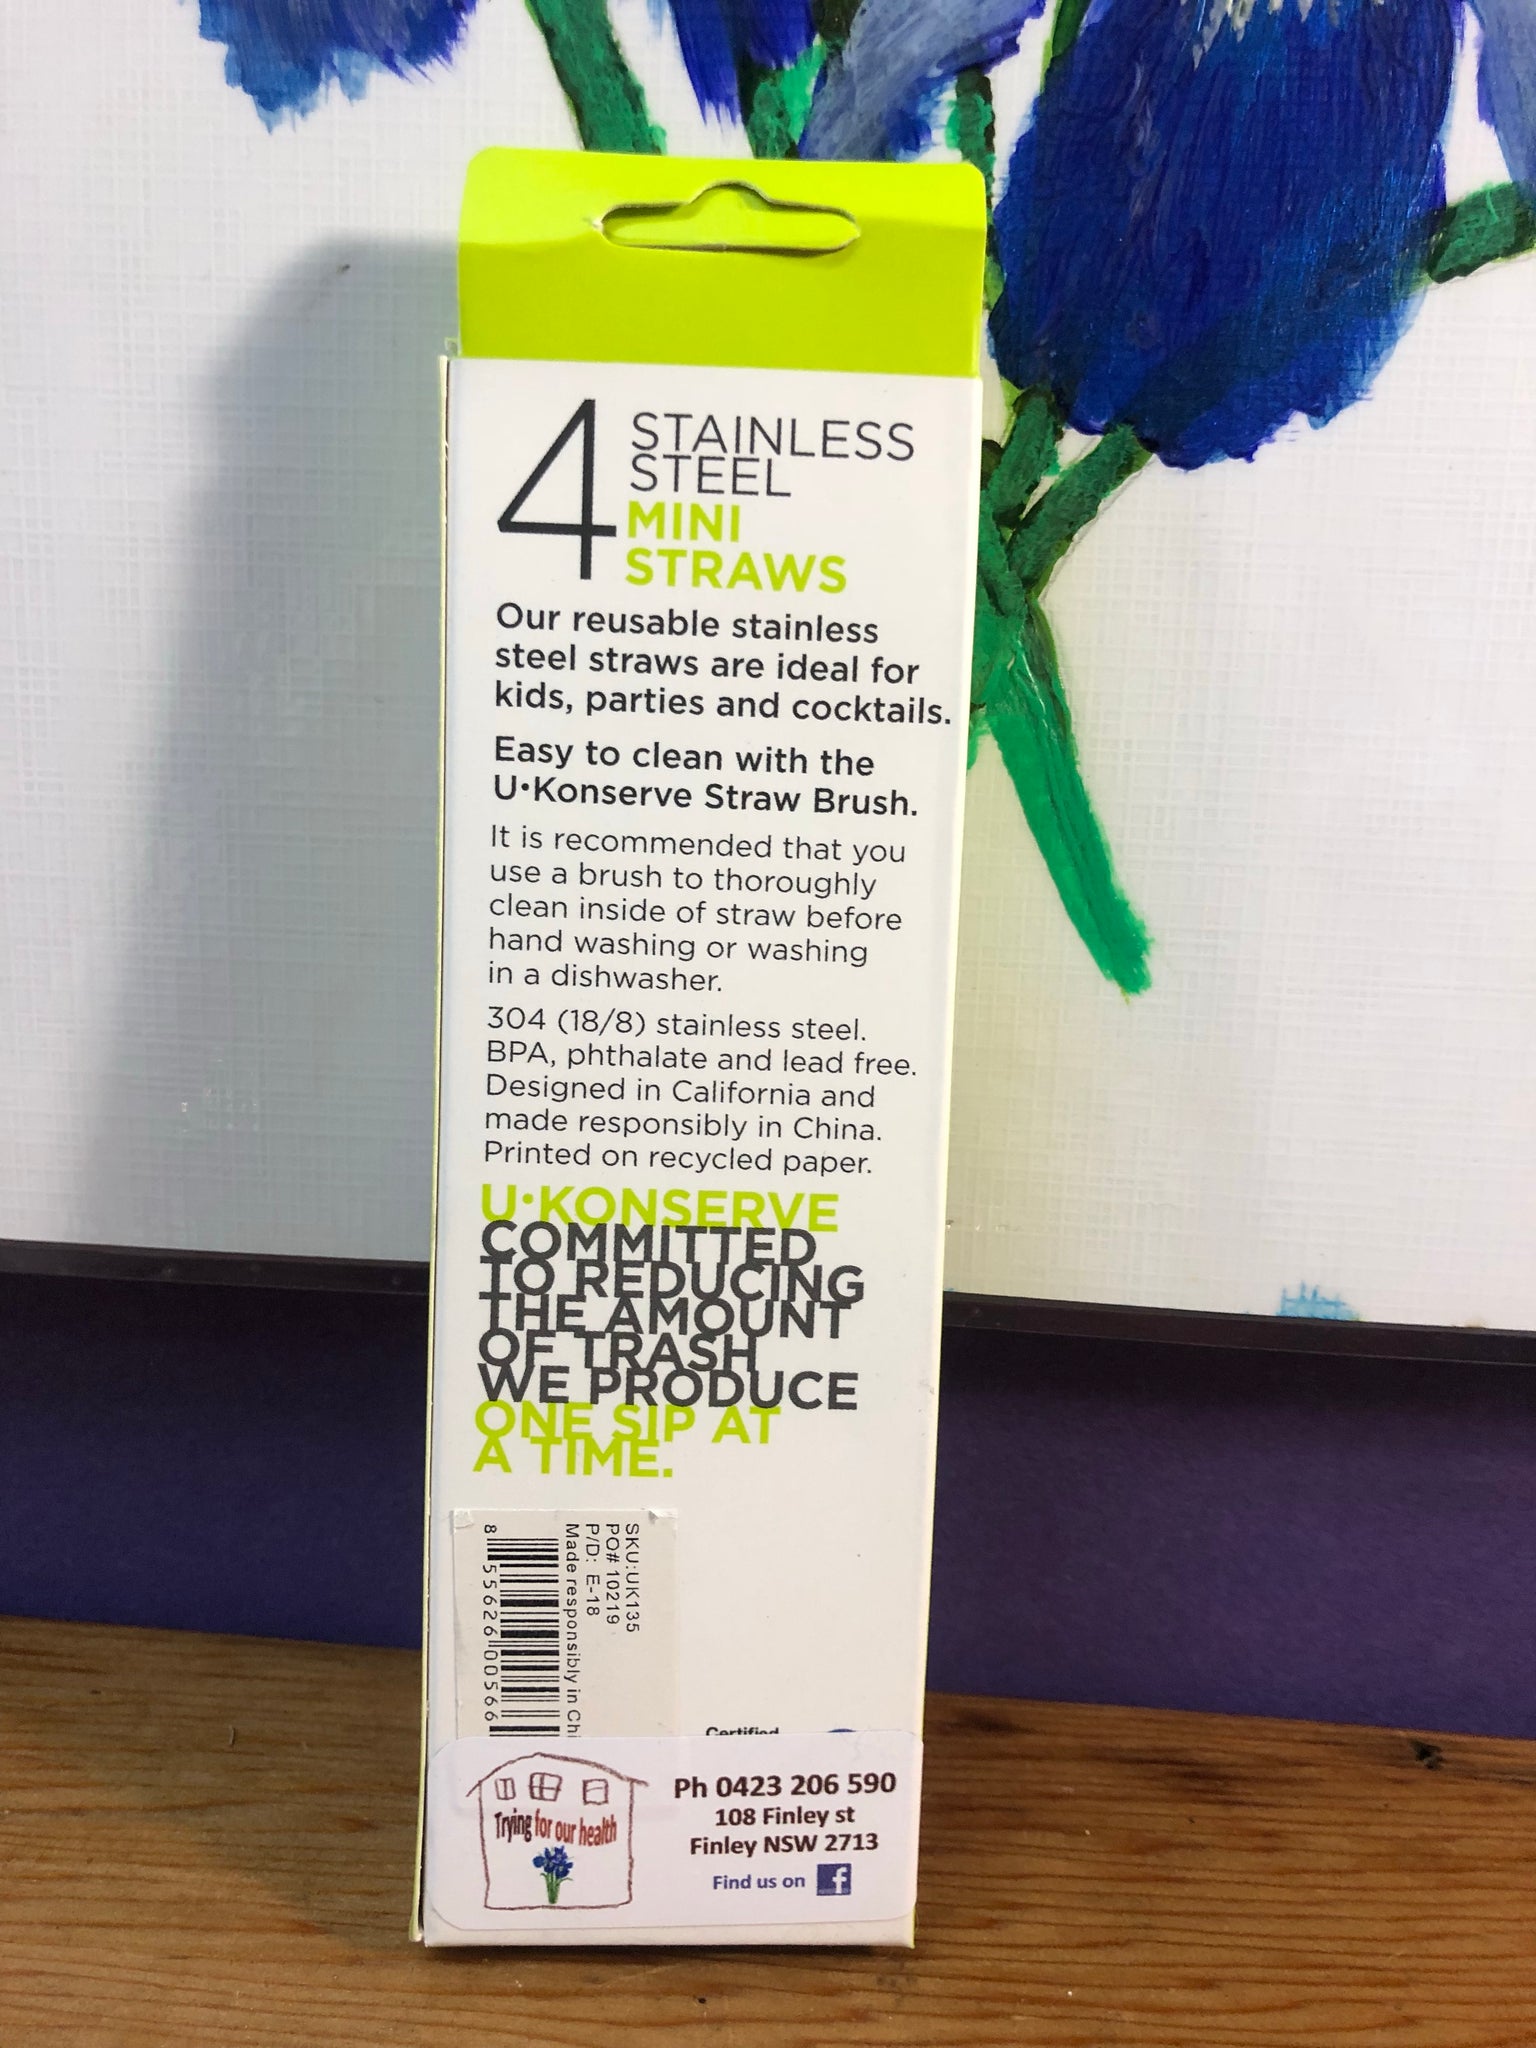 4 STAINLESS
STEEL
MINI
STRAWS
Our reusable stainless
steel straws are ideal for
kids, parties and cocktails.
Easy to clean with the
U•Konserve Straw Brush.
It is recommended that you
use a brush to thoroughly
clean inside of straw before
hand washing or washing
in a dishwasher.
304 (18/8) stainless steel.
BPA, phthalate and lead free.
Designed in California and
made responsibly in China.
Printed on recycled paper.
U•KONSERVE
COMMITTED
TO REDUCING
THE AMOUNT
OF TRASH
WE PRODUCE
ONE SIP AT
A TIME.
SKU:UK135
PO# 10219
P/D: E-18
Made responsibly in Chi
8 55626 00566
Certified
Trying for our health
Ph 0423 206 590
108 Finley st
Finley NSW 2713
Find us on f